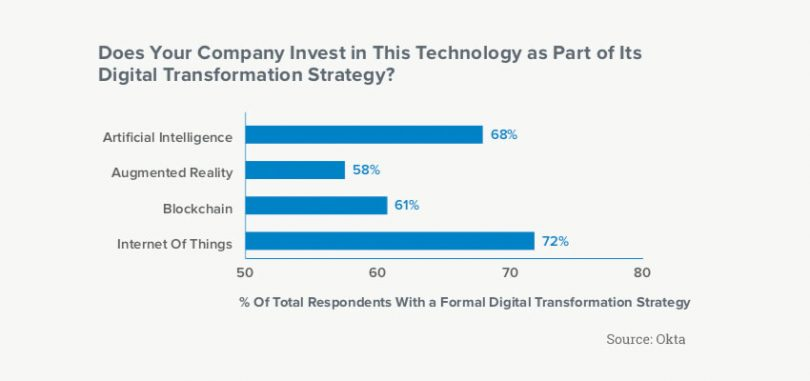 Does Your Company Invest in This Technology as Part of Its
Digital Transformation Strategy?
Artificial Intelligence 68%
Augmented Reality 58%
Blockchain 61%
Internet Of Things 72%
50 60 70 80
% Of Total Respondents With a Formal Digital Transformation Strategy
Source: Okta